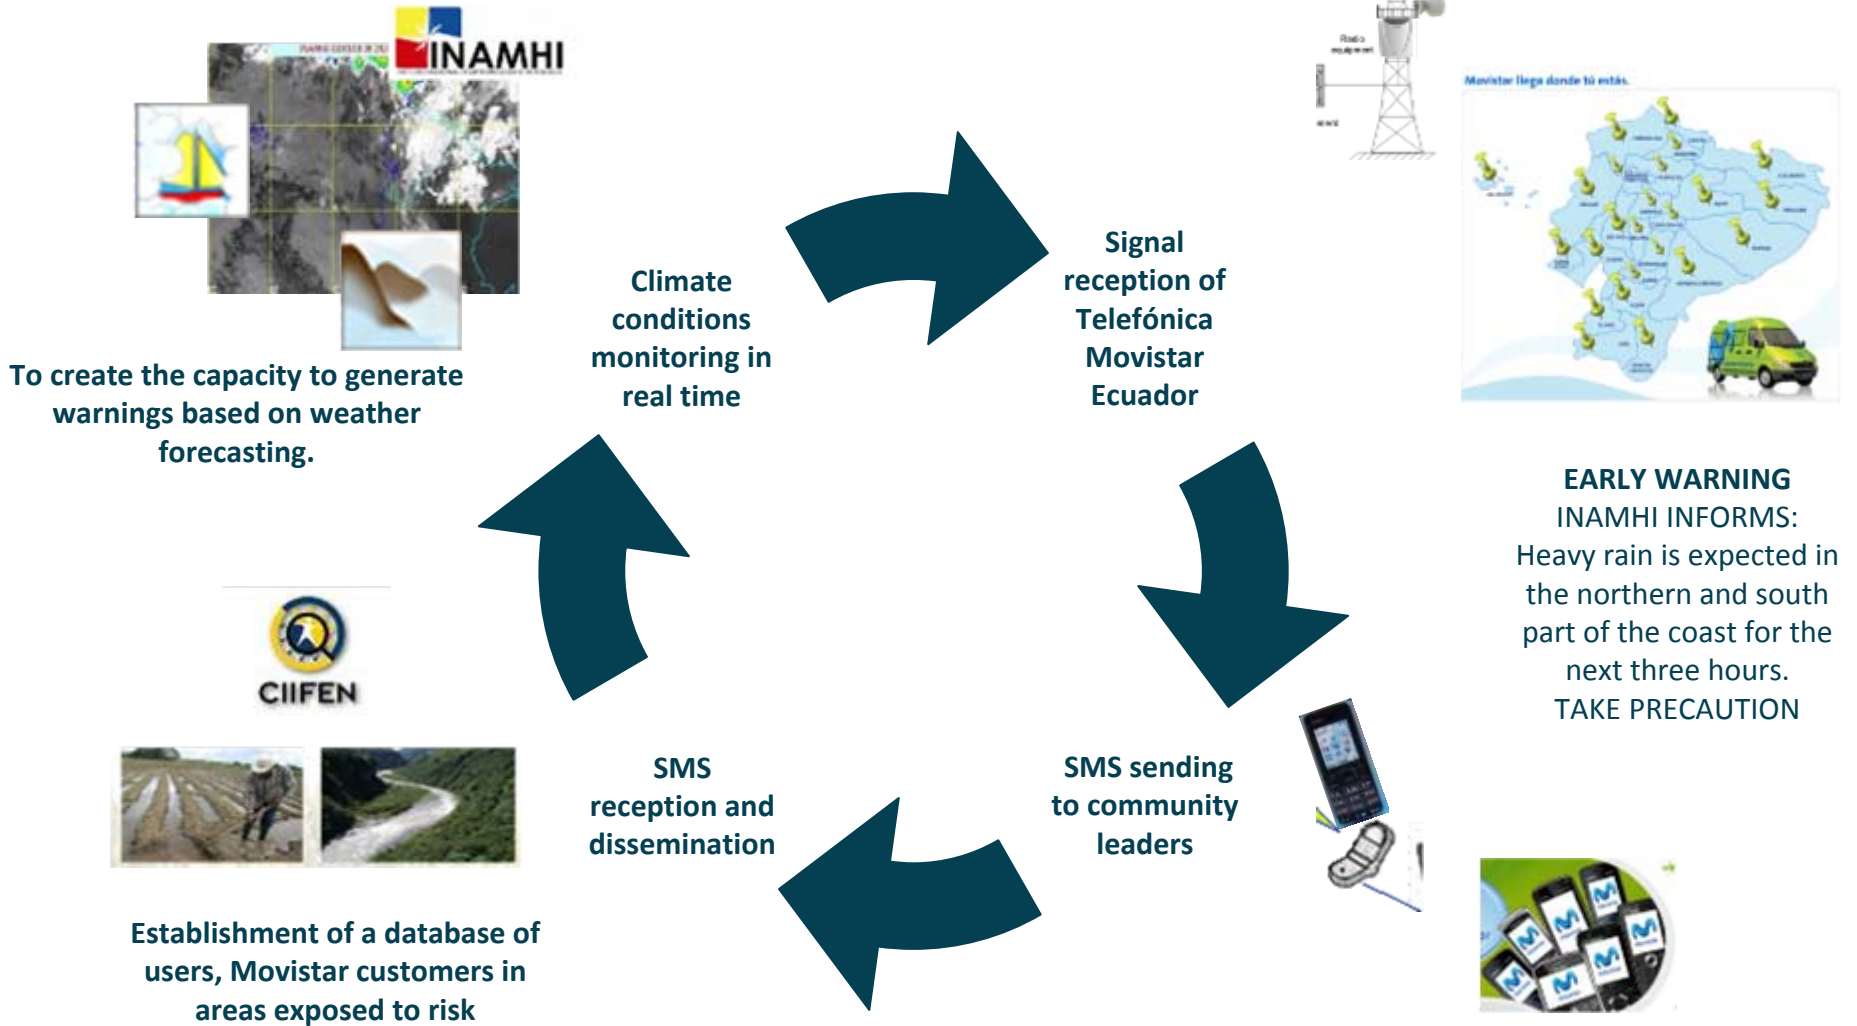 INAMHI
To create the capacity to generate
warnings based on weather
forecasting.
Climate
conditions
monitoring in
real time
Signal
reception of
Telefónica
Movistar
Ecuador
Radio
equipment
Movistar llega donde tú estás.
EARLY WARNING
INAMHI INFORMS:
Heavy rain is expected in
the northern and south
part of the coast for the
next three hours.
TAKE PRECAUTION
CIIFEN
SMS
reception and
dissemination
SMS sending
to community
leaders
Establishment of a database of
users, Movistar customers in
areas exposed to risk